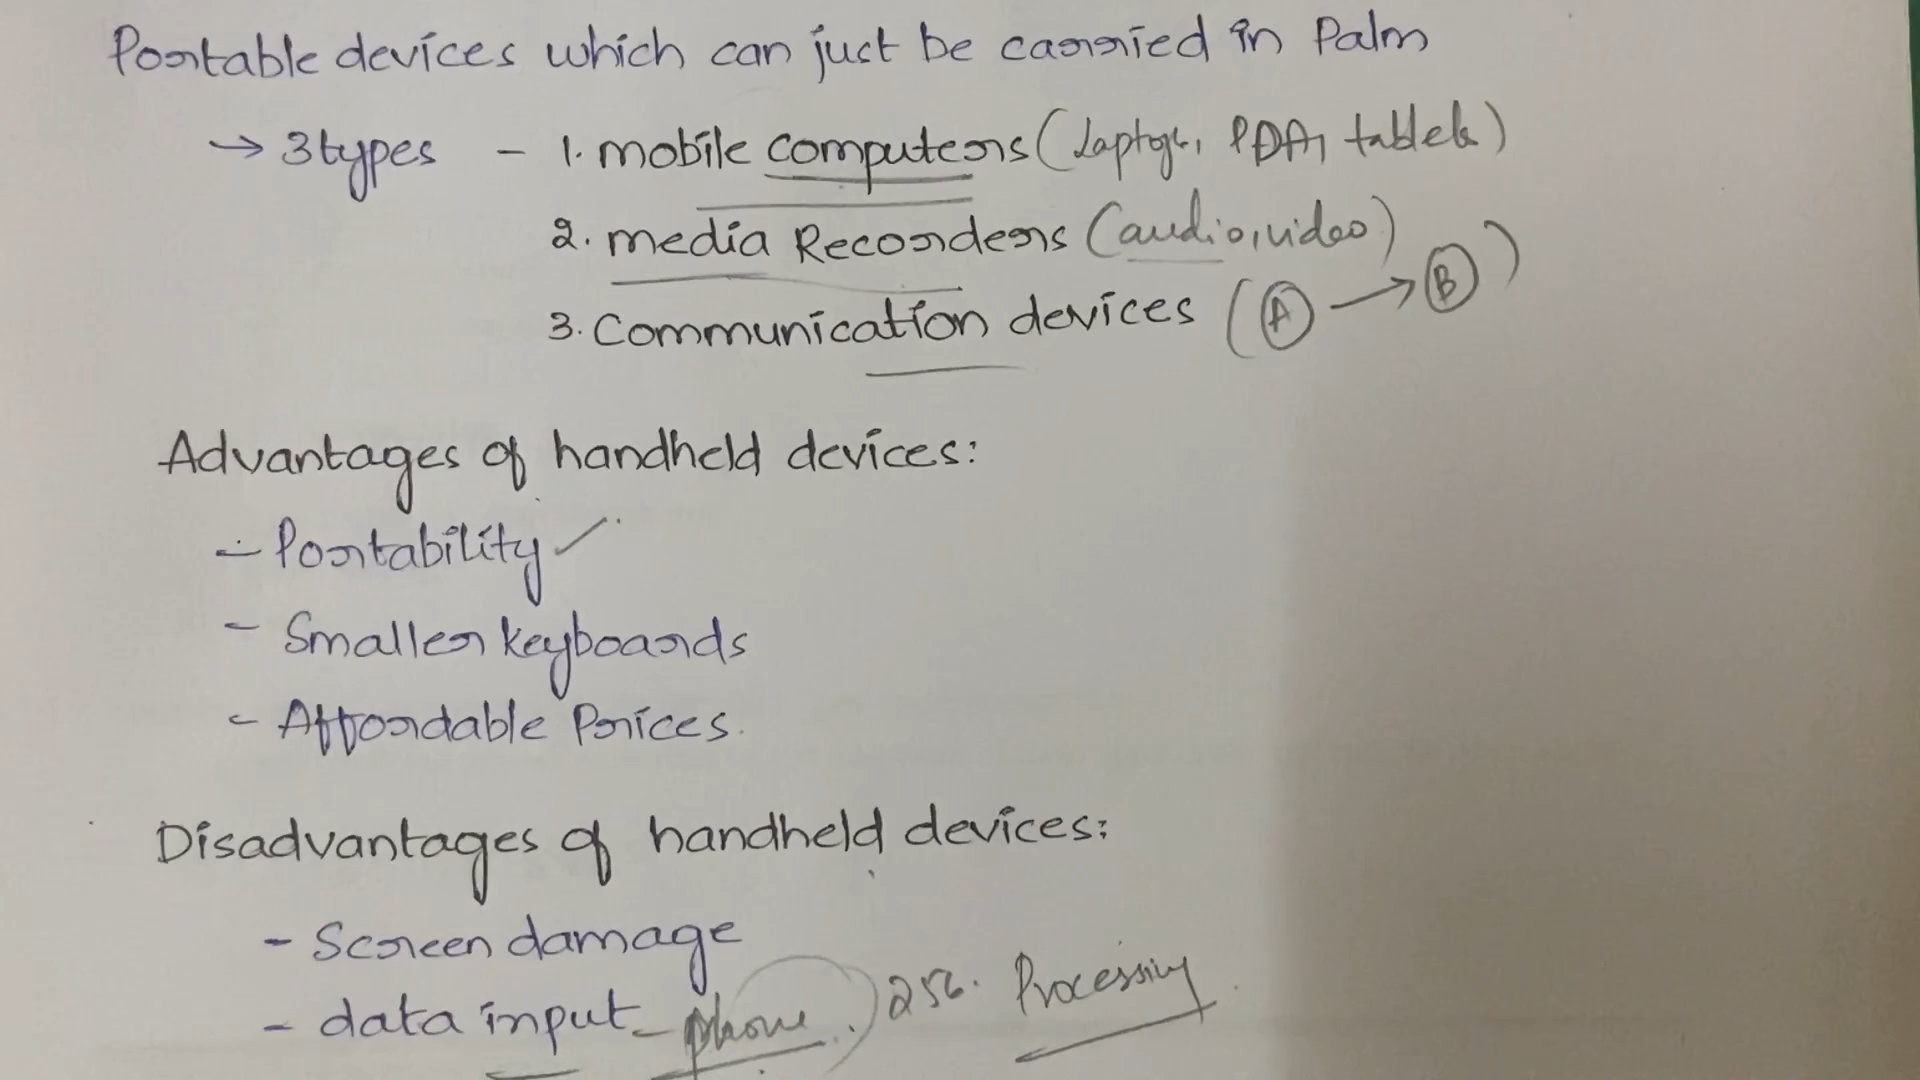 Portable devices which can just be carried in Palm
→ 3 types - 1. mobile computers (Laptops, PDA, tablets)
2. media Recorders (audio, video)
3. Communication devices (A → B)
Advantages of handheld devices:
- Portability ✓
- Smaller keyboards
- Affordable Prices.
Disadvantages of handheld devices:
- Screen damage
- data input - phone. 256. Processing